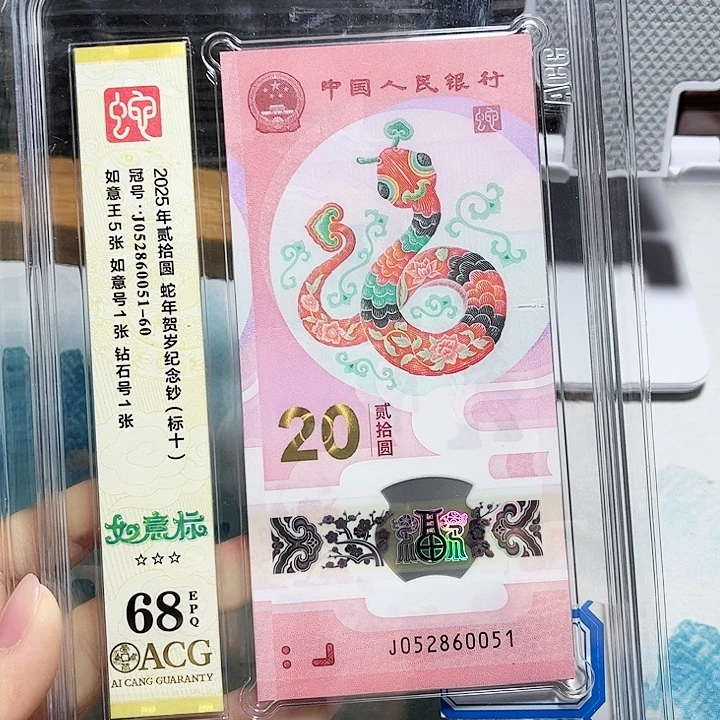 蛇
2025年贰拾圆 蛇年贺岁纪念钞(标十)
冠号:J052860051-60
如意王5张 如意号1张 钻石号1张
如意标
☆☆☆
68
EPQ
ACG
AI CANG GUARANTY
中国人民银行
蛇
20
贰拾圆
福
J052860051